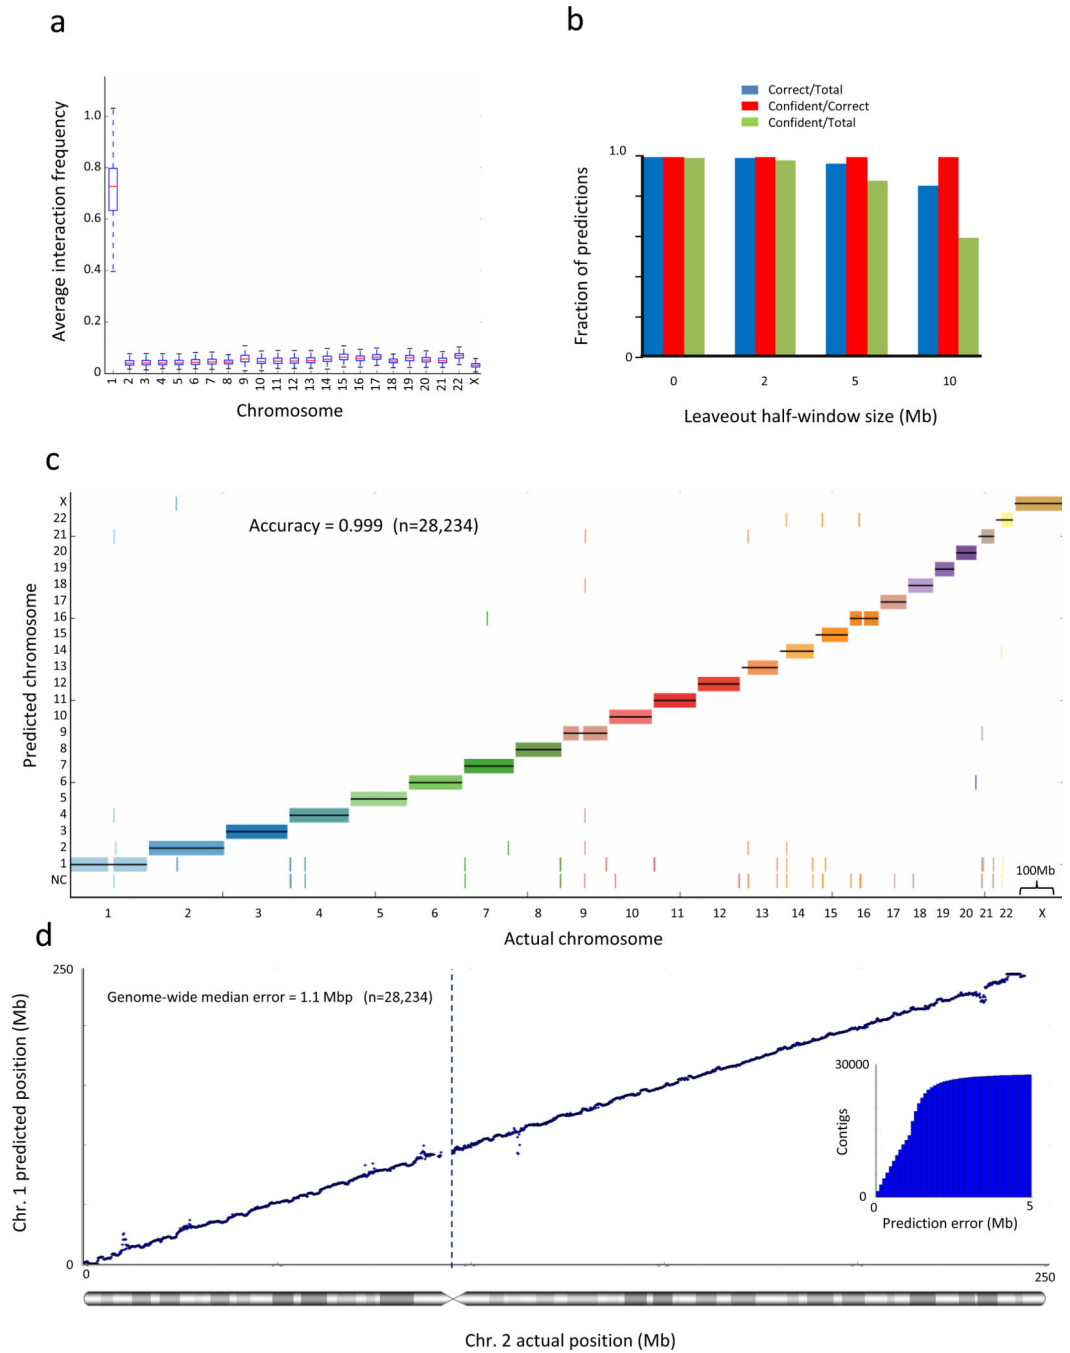 a
Average interaction frequency
1.0
0.8
0.6
0.4
0.2
0
1 2 3 4 5 6 7 8 9 10 11 12 13 14 15 16 17 18 19 20 21 22 X
Chromosome
b
Correct/Total
Confident/Correct
Confident/Total
Fraction of predictions
1.0
0
0 2 5 10
Leaveout half-window size (Mb)
c
Accuracy = 0.999 (n=28,234)
Predicted chromosome
X
22
21
20
19
18
17
16
15
14
13
12
11
10
9
8
7
6
5
4
3
2
1
NC
100Mb
1 2 3 4 5 6 7 8 9 10 11 12 13 14 15 16 17 18 19 20 21 22 X
Actual chromosome
d
Chr. 1 predicted position (Mb)
250
0
Genome-wide median error = 1.1 Mbp (n=28,234)
30000
Contigs
0
0 5
Prediction error (Mb)
0 250
Chr. 2 actual position (Mb)